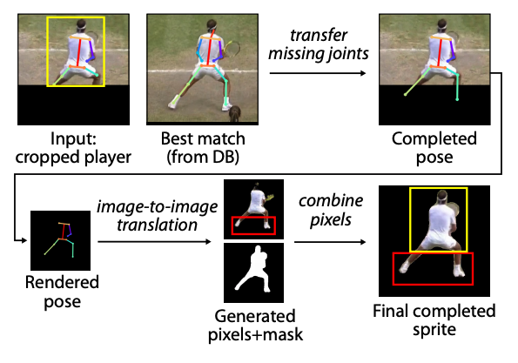 transfer
missing joints
Input:
cropped player
Best match
(from DB)
Completed
pose
image-to-image
translation
combine
pixels
Rendered
pose
Generated
pixels+mask
Final completed
sprite